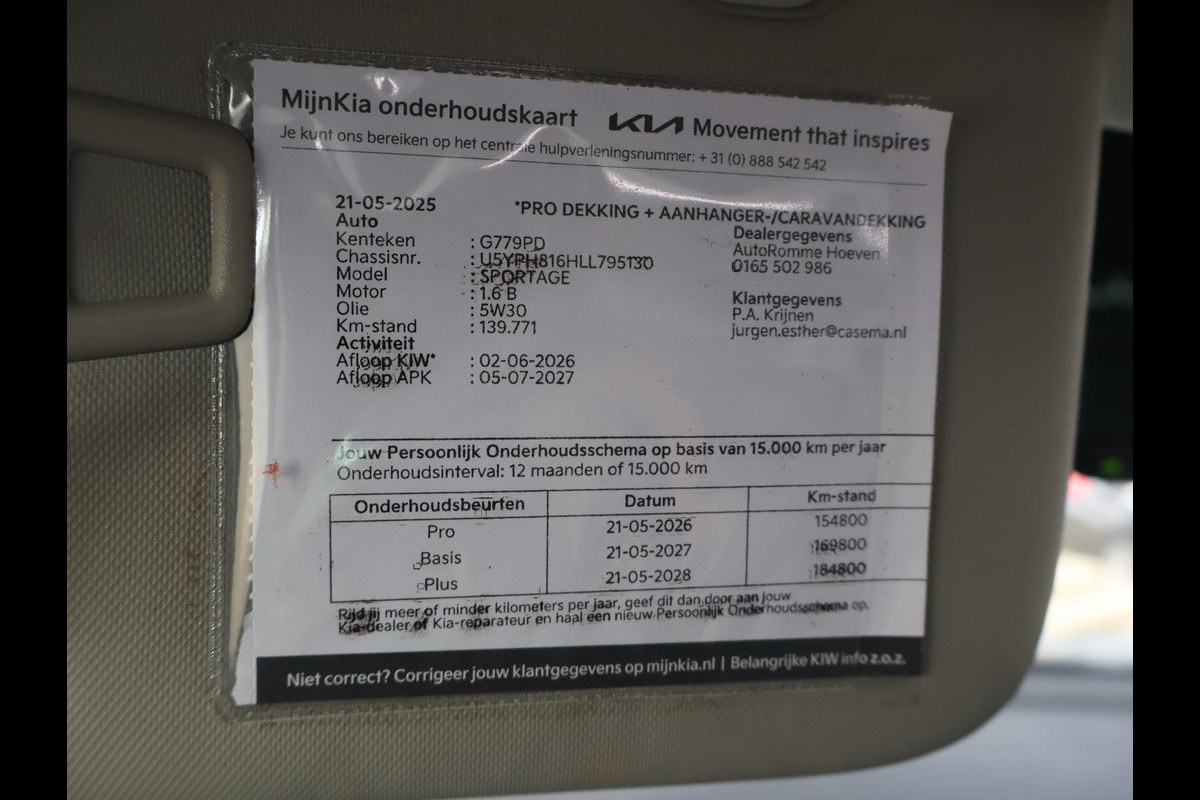 MijnKia onderhoudskaart KIA Movement that inspires
Je kunt ons bereiken op het centrale hulpverleningsnummer: + 31 (0) 888 542 542
21-05-2025 *PRO DEKKING + AANHANGER-/CARAVANDEKKING
Auto
Kenteken : G779PD
Chassisnr. : U5YPH816HLL795130
Model : SPORTAGE
Motor : 1.6 B
Olie : 5W30
Km-stand : 139.771
Activiteit
Afloop KIW* : 02-06-2026
Afloop APK : 05-07-2027
Dealergegevens
AutoRomme Hoeven
0165 502 986
Klantgegevens
P.A. Krijnen
jurgen.esther@casema.nl
Jouw Persoonlijk Onderhoudsschema op basis van 15.000 km per jaar
Onderhoudsinterval: 12 maanden of 15.000 km
Onderhoudsbeurten Datum Km-stand
Pro 21-05-2026 154800
Basis 21-05-2027 169800
Plus 21-05-2028 184800
Rijd jij meer of minder kilometers per jaar, geef dit dan door aan jouw
Kia-dealer of Kia-reparateur en haal een nieuw Persoonlijk Onderhoudsschema op.
Niet correct? Corrigeer jouw klantgegevens op mijnkia.nl | Belangrijke KIW info z.o.z.